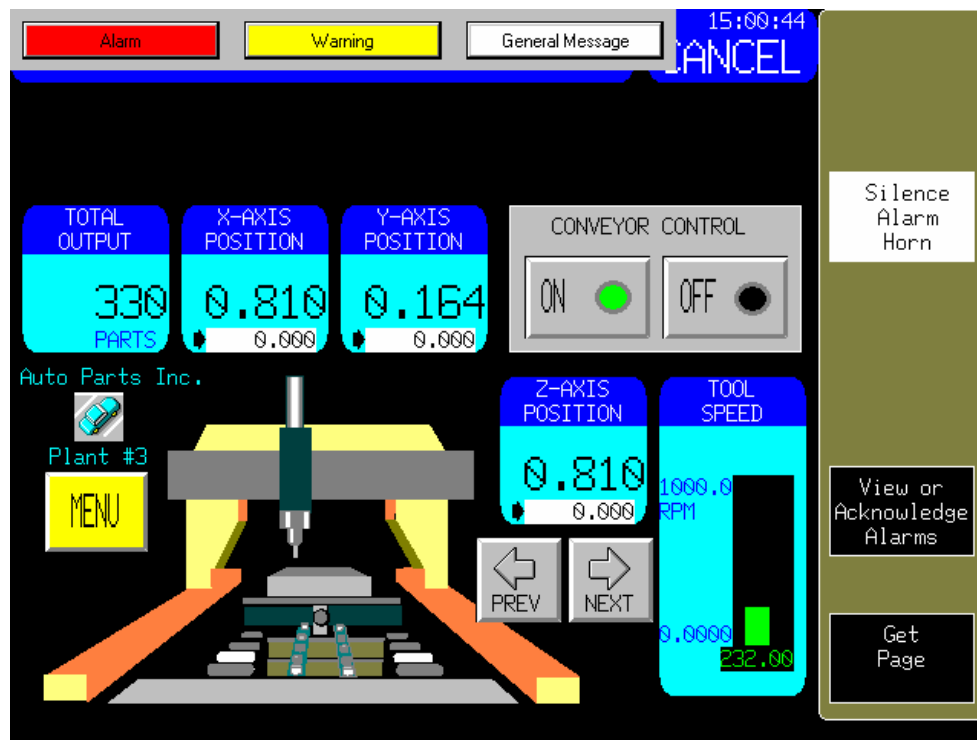 Alarm
Warning
General Message
15:00:44
CANCEL
TOTAL
OUTPUT
330
PARTS
X-AXIS
POSITION
0.810
0.000
Y-AXIS
POSITION
0.164
0.000
CONVEYOR CONTROL
ON
OFF
Silence
Alarm
Horn
Auto Parts Inc.
Plant #3
MENU
Z-AXIS
POSITION
0.810
0.000
PREV
NEXT
TOOL
SPEED
1000.0
RPM
0.0000
232.00
View or
Acknowledge
Alarms
Get
Page